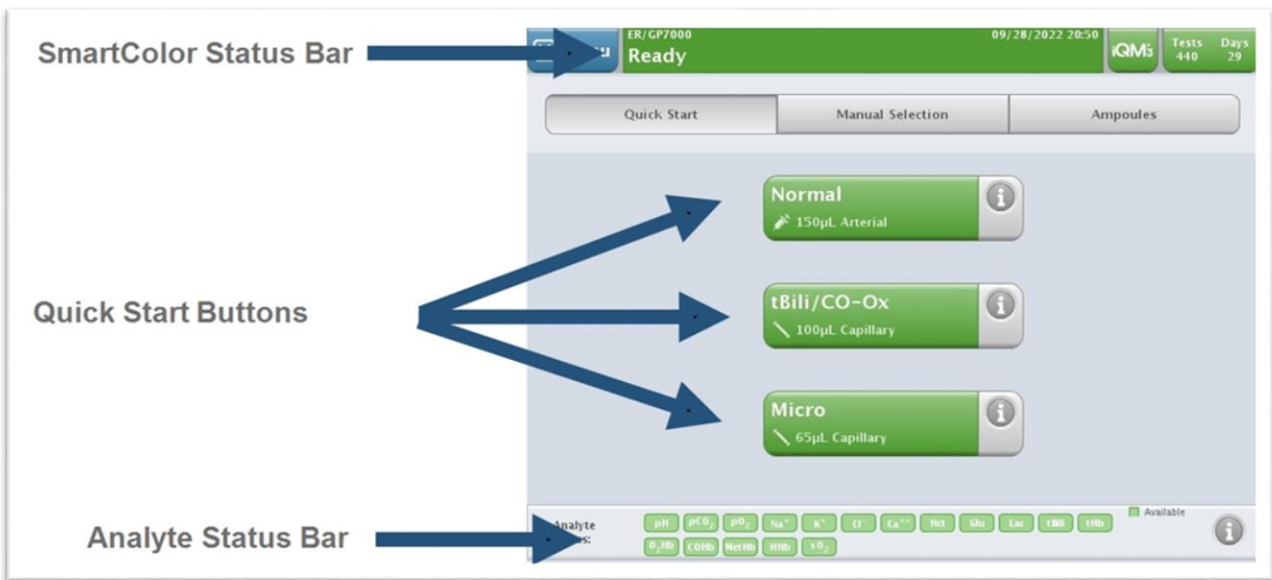 SmartColor Status Bar
ER/GP7000
09/28/2022 20:50
Ready
iQM3
Tests
440
Days
29
Quick Start
Manual Selection
Ampoules
Normal
150µL Arterial
Quick Start Buttons
tBili/CO-Ox
100µL Capillary
Micro
65µL Capillary
Analyte Status Bar
Analyte
pH pCO₂ pO₂ Na⁺ K⁺ Cl⁻ Ca⁺⁺ Hct Glu Lac tBili tHb
Available
O₂Hb COHb MetHb HHb sO₂